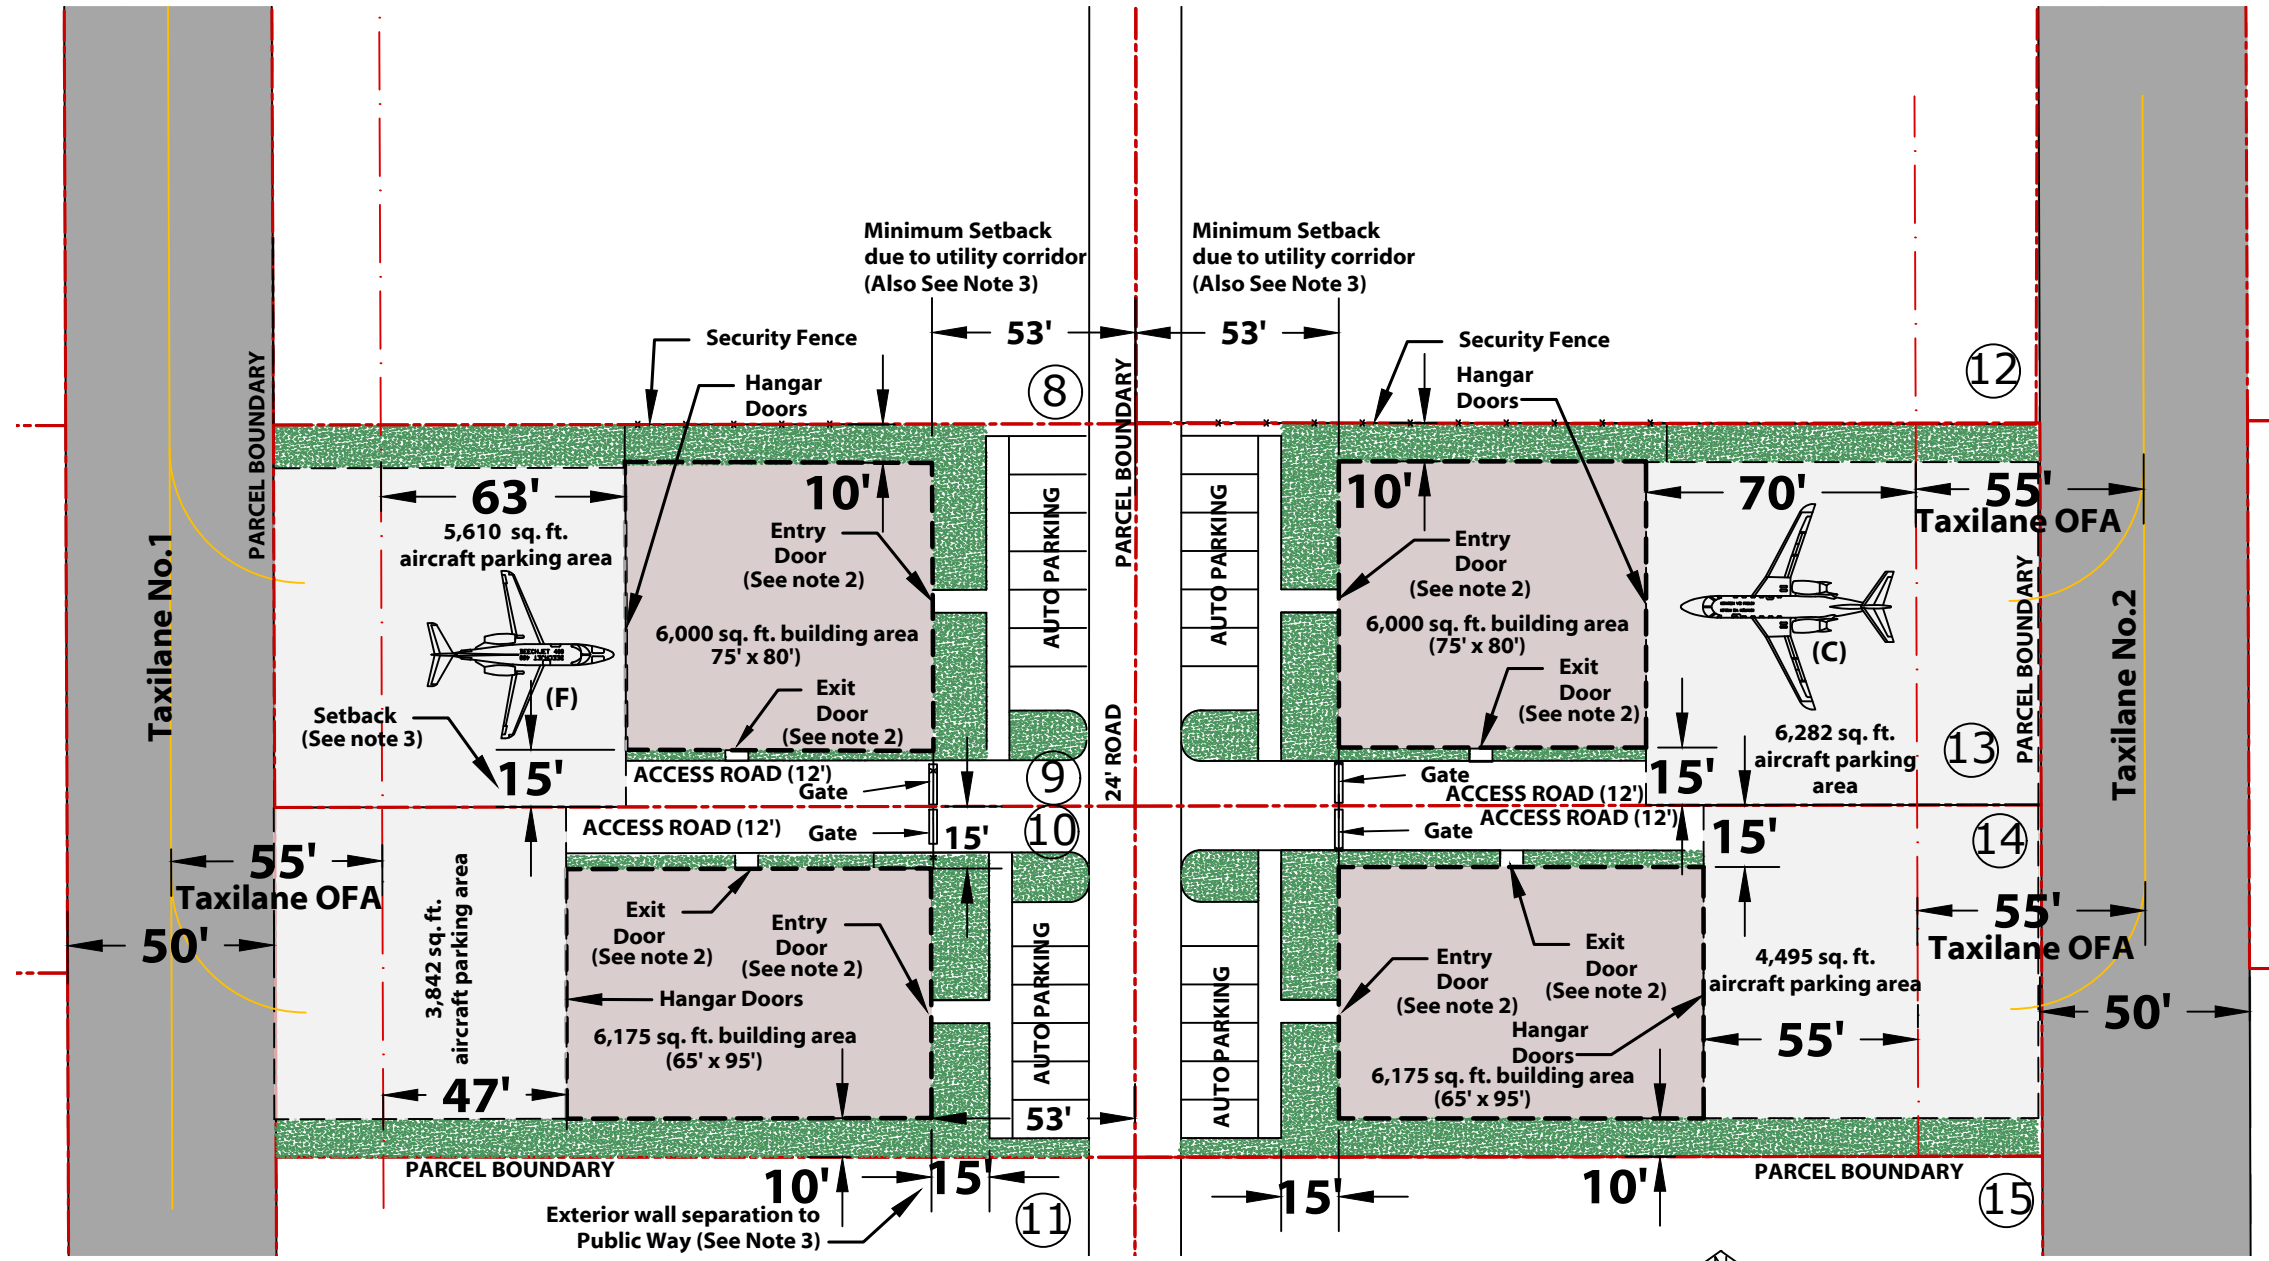 Minimum Setback
due to utility corridor
(Also See Note 3)
Minimum Setback
due to utility corridor
(Also See Note 3)
53'
53'
Security Fence
Security Fence
8
12
Hangar
Doors
Hangar
Doors
PARCEL BOUNDARY
PARCEL BOUNDARY
63'
10'
10'
70'
55'
Taxilane OFA
5,610 sq. ft.
aircraft parking area
Entry
Door
(See note 2)
AUTO PARKING
AUTO PARKING
Entry
Door
(See note 2)
Taxilane No.1
6,000 sq. ft. building area
75' x 80')
6,000 sq. ft. building area
(75' x 80')
PARCEL BOUNDARY
Taxilane No.2
(F)
(C)
Exit
Door
(See note 2)
Exit
Door
(See note 2)
Setback
(See note 3)
15'
ACCESS ROAD (12')
Gate
9
24' ROAD
Gate
ACCESS ROAD (12')
15'
6,282 sq. ft.
aircraft parking
area
13
ACCESS ROAD (12')
Gate
15'
10
Gate
ACCESS ROAD (12')
15'
14
55'
Taxilane OFA
50'
3,842 sq. ft.
aircraft parking area
Exit
Door
(See note 2)
Entry
Door
(See note 2)
Hangar Doors
6,175 sq. ft. building area
(65' x 95')
47'
53'
AUTO PARKING
AUTO PARKING
Entry
Door
(See note 2)
Exit
Door
(See note 2)
Hangar
Doors
6,175 sq. ft. building area
(65' x 95')
4,495 sq. ft.
aircraft parking area
55'
55'
Taxilane OFA
50'
PARCEL BOUNDARY
10'
15'
15'
10'
PARCEL BOUNDARY
Exterior wall separation to
Public Way (See Note 3)
11
15